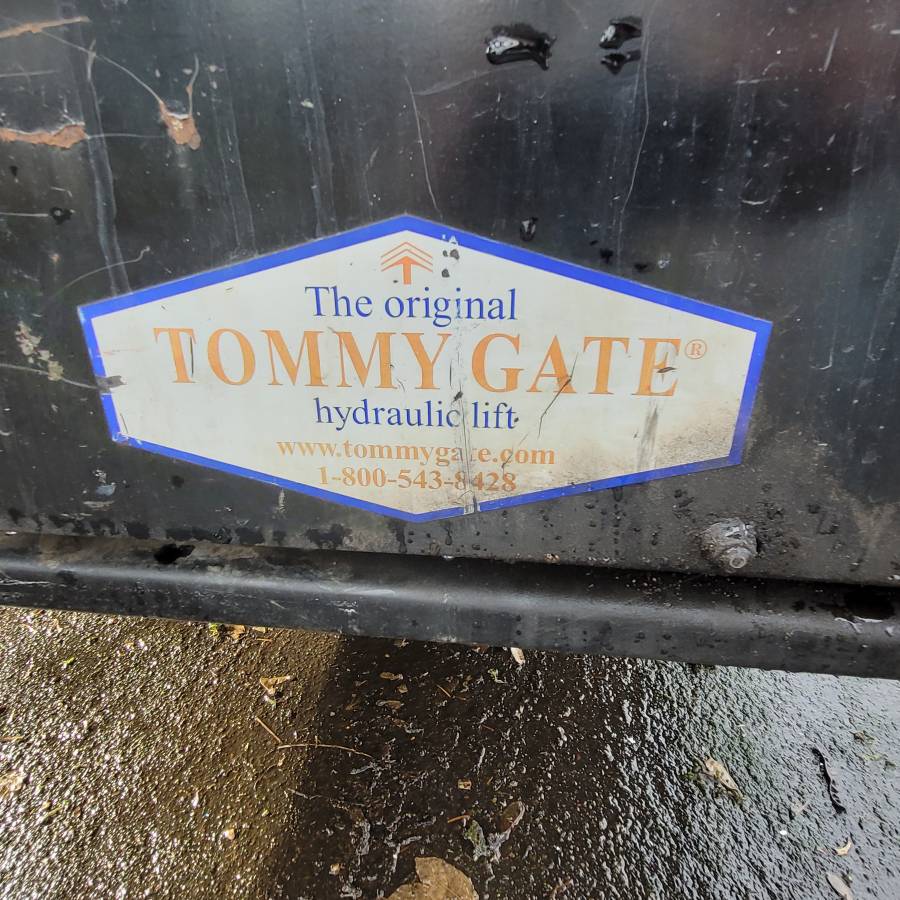 The original
TOMMY GATE®
hydraulic lift
www.tommygate.com
1-800-543-8428